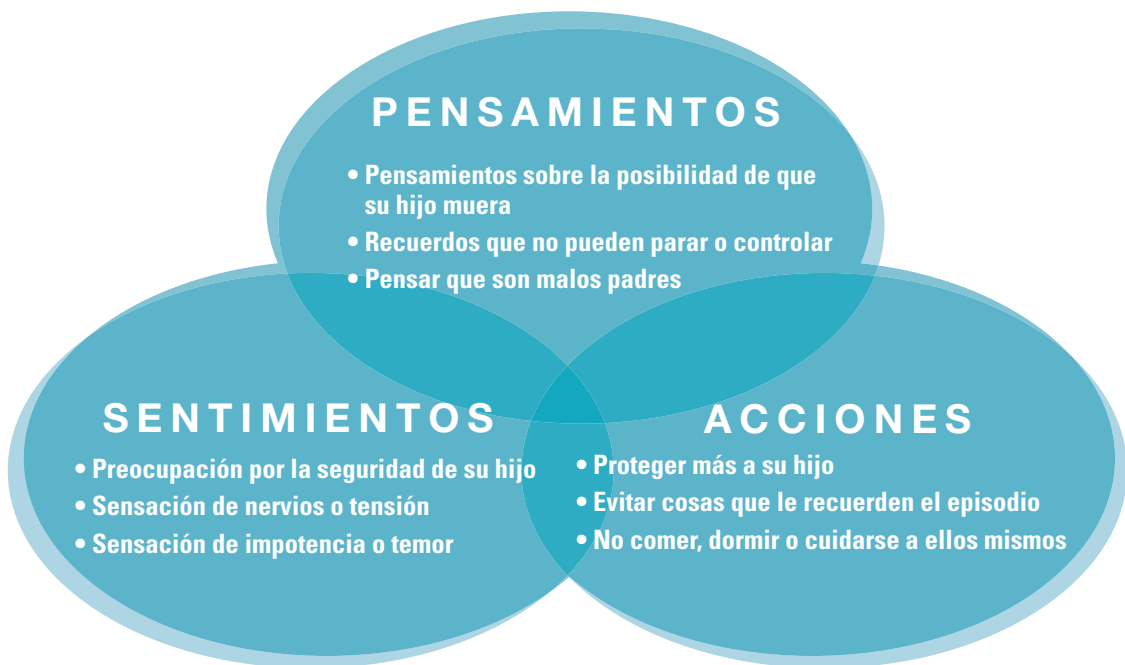 PENSAMIENTOS
• Pensamientos sobre la posibilidad de que
su hijo muera
• Recuerdos que no pueden parar o controlar
• Pensar que son malos padres
SENTIMIENTOS
• Preocupación por la seguridad de su hijo
• Sensación de nervios o tensión
• Sensación de impotencia o temor
ACCIONES
• Proteger más a su hijo
• Evitar cosas que le recuerden el episodio
• No comer, dormir o cuidarse a ellos mismos